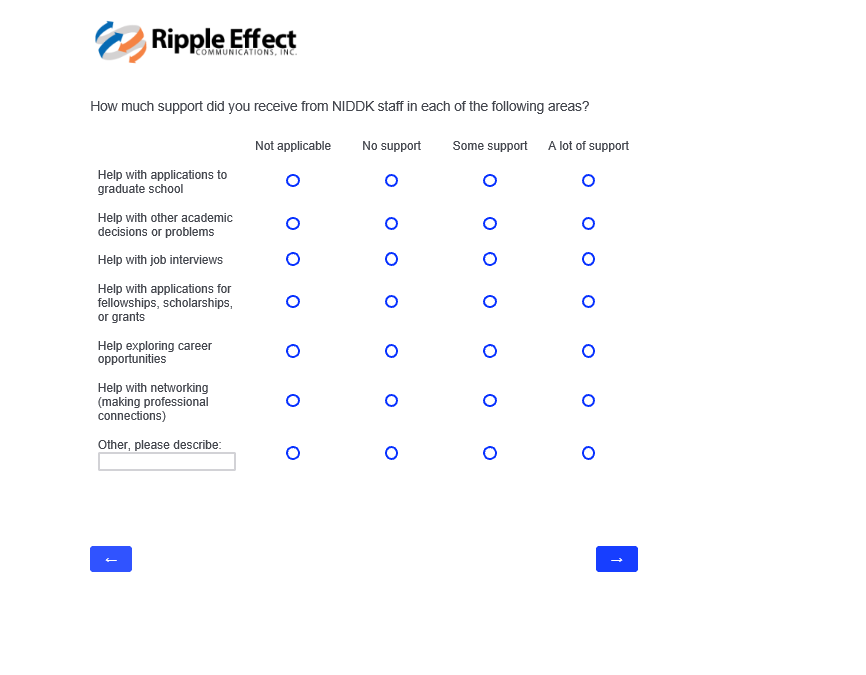 Ripple Effect
COMMUNICATIONS, INC.
How much support did you receive from NIDDK staff in each of the following areas?
Not applicable No support Some support A lot of support
Help with applications to
graduate school
Help with other academic
decisions or problems
Help with job interviews
Help with applications for
fellowships, scholarships,
or grants
Help exploring career
opportunities
Help with networking
(making professional
connections)
Other, please describe:
← →